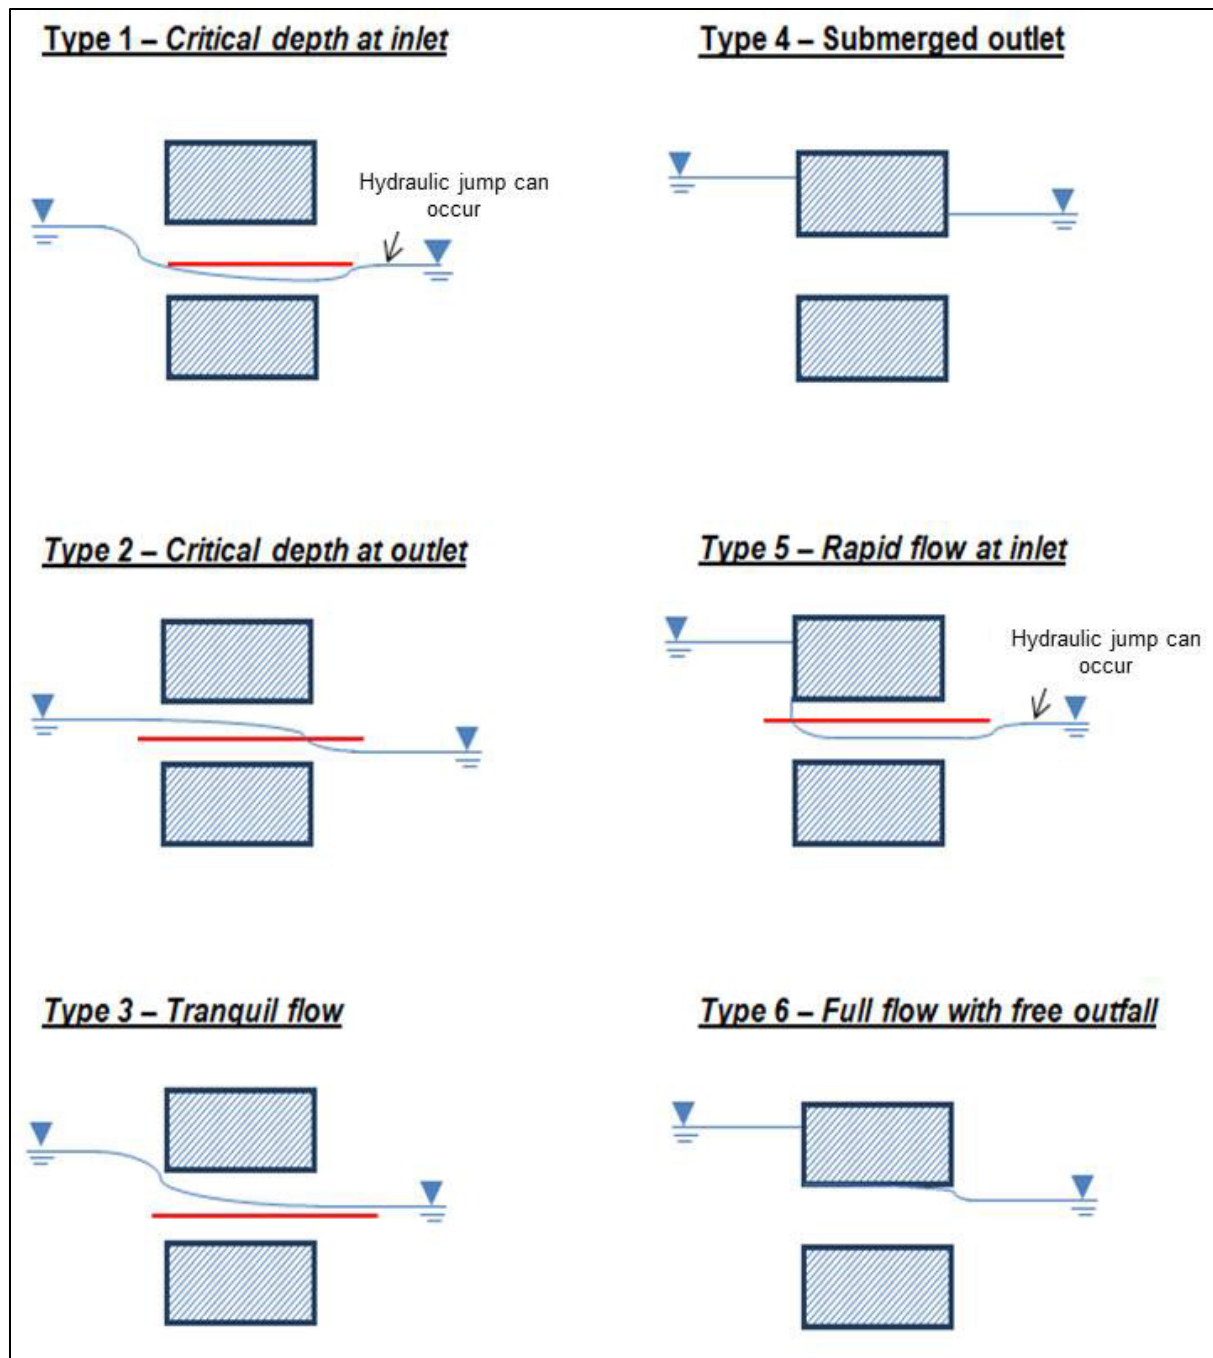 Type 1 – Critical depth at inlet
Hydraulic jump can
occur
Type 2 – Critical depth at outlet
Type 3 – Tranquil flow
Type 4 – Submerged outlet
Type 5 – Rapid flow at inlet
Hydraulic jump can
occur
Type 6 – Full flow with free outfall